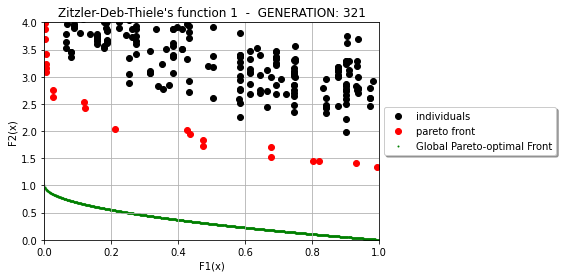 Zitzler-Deb-Thiele's function 1 - GENERATION: 321
F2(x)
4.0
3.5
3.0
2.5
2.0
1.5
1.0
0.5
0.0
0.0 0.2 0.4 0.6 0.8 1.0
F1(x)
individuals
pareto front
Global Pareto-optimal Front